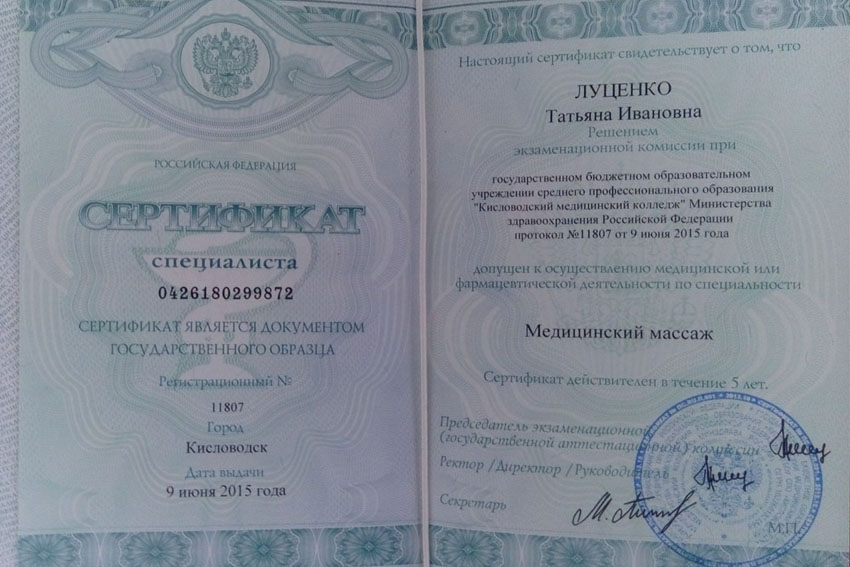 РОССИЙСКАЯ ФЕДЕРАЦИЯ
СЕРТИФИКАТ
специалиста
0426180299872
СЕРТИФИКАТ ЯВЛЯЕТСЯ ДОКУМЕНТОМ
ГОСУДАРСТВЕННОГО ОБРАЗЦА
Регистрационный №
11807
Город
Кисловодск
Дата выдачи
9 июня 2015 года
Настоящий сертификат свидетельствует о том, что
ЛУЦЕНКО
Татьяна Ивановна
Решением
экзаменационной комиссии при
государственном бюджетном образовательном
учреждении среднего профессионального образования
"Кисловодский медицинский колледж" Министерства
здравоохранения Российской Федерации
протокол №11807 от 9 июня 2015 года
допущен к осуществлению медицинской или
фармацевтической деятельности по специальности
Медицинский массаж
Сертификат действителен в течение 5 лет.
Председатель экзаменационной
(государственной аттестационной) комиссии
Ректор / Директор / Руководитель
Секретарь
М.П.